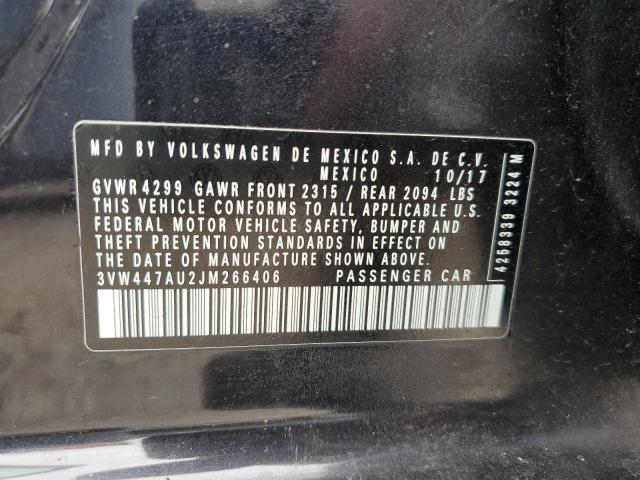 MFD BY VOLKSWAGEN DE MEXICO S.A. DE C.V.
MEXICO 10/17
GVWR 4299 GAWR FRONT 2315 / REAR 2094 LBS
THIS VEHICLE CONFORMS TO ALL APPLICABLE U.S.
FEDERAL MOTOR VEHICLE SAFETY, BUMPER AND
THEFT PREVENTION STANDARDS IN EFFECT ON
THE DATE OF MANUFACTURE SHOWN ABOVE.
3VW447AU2JM266406 PASSENGER CAR
4258339 3224 M